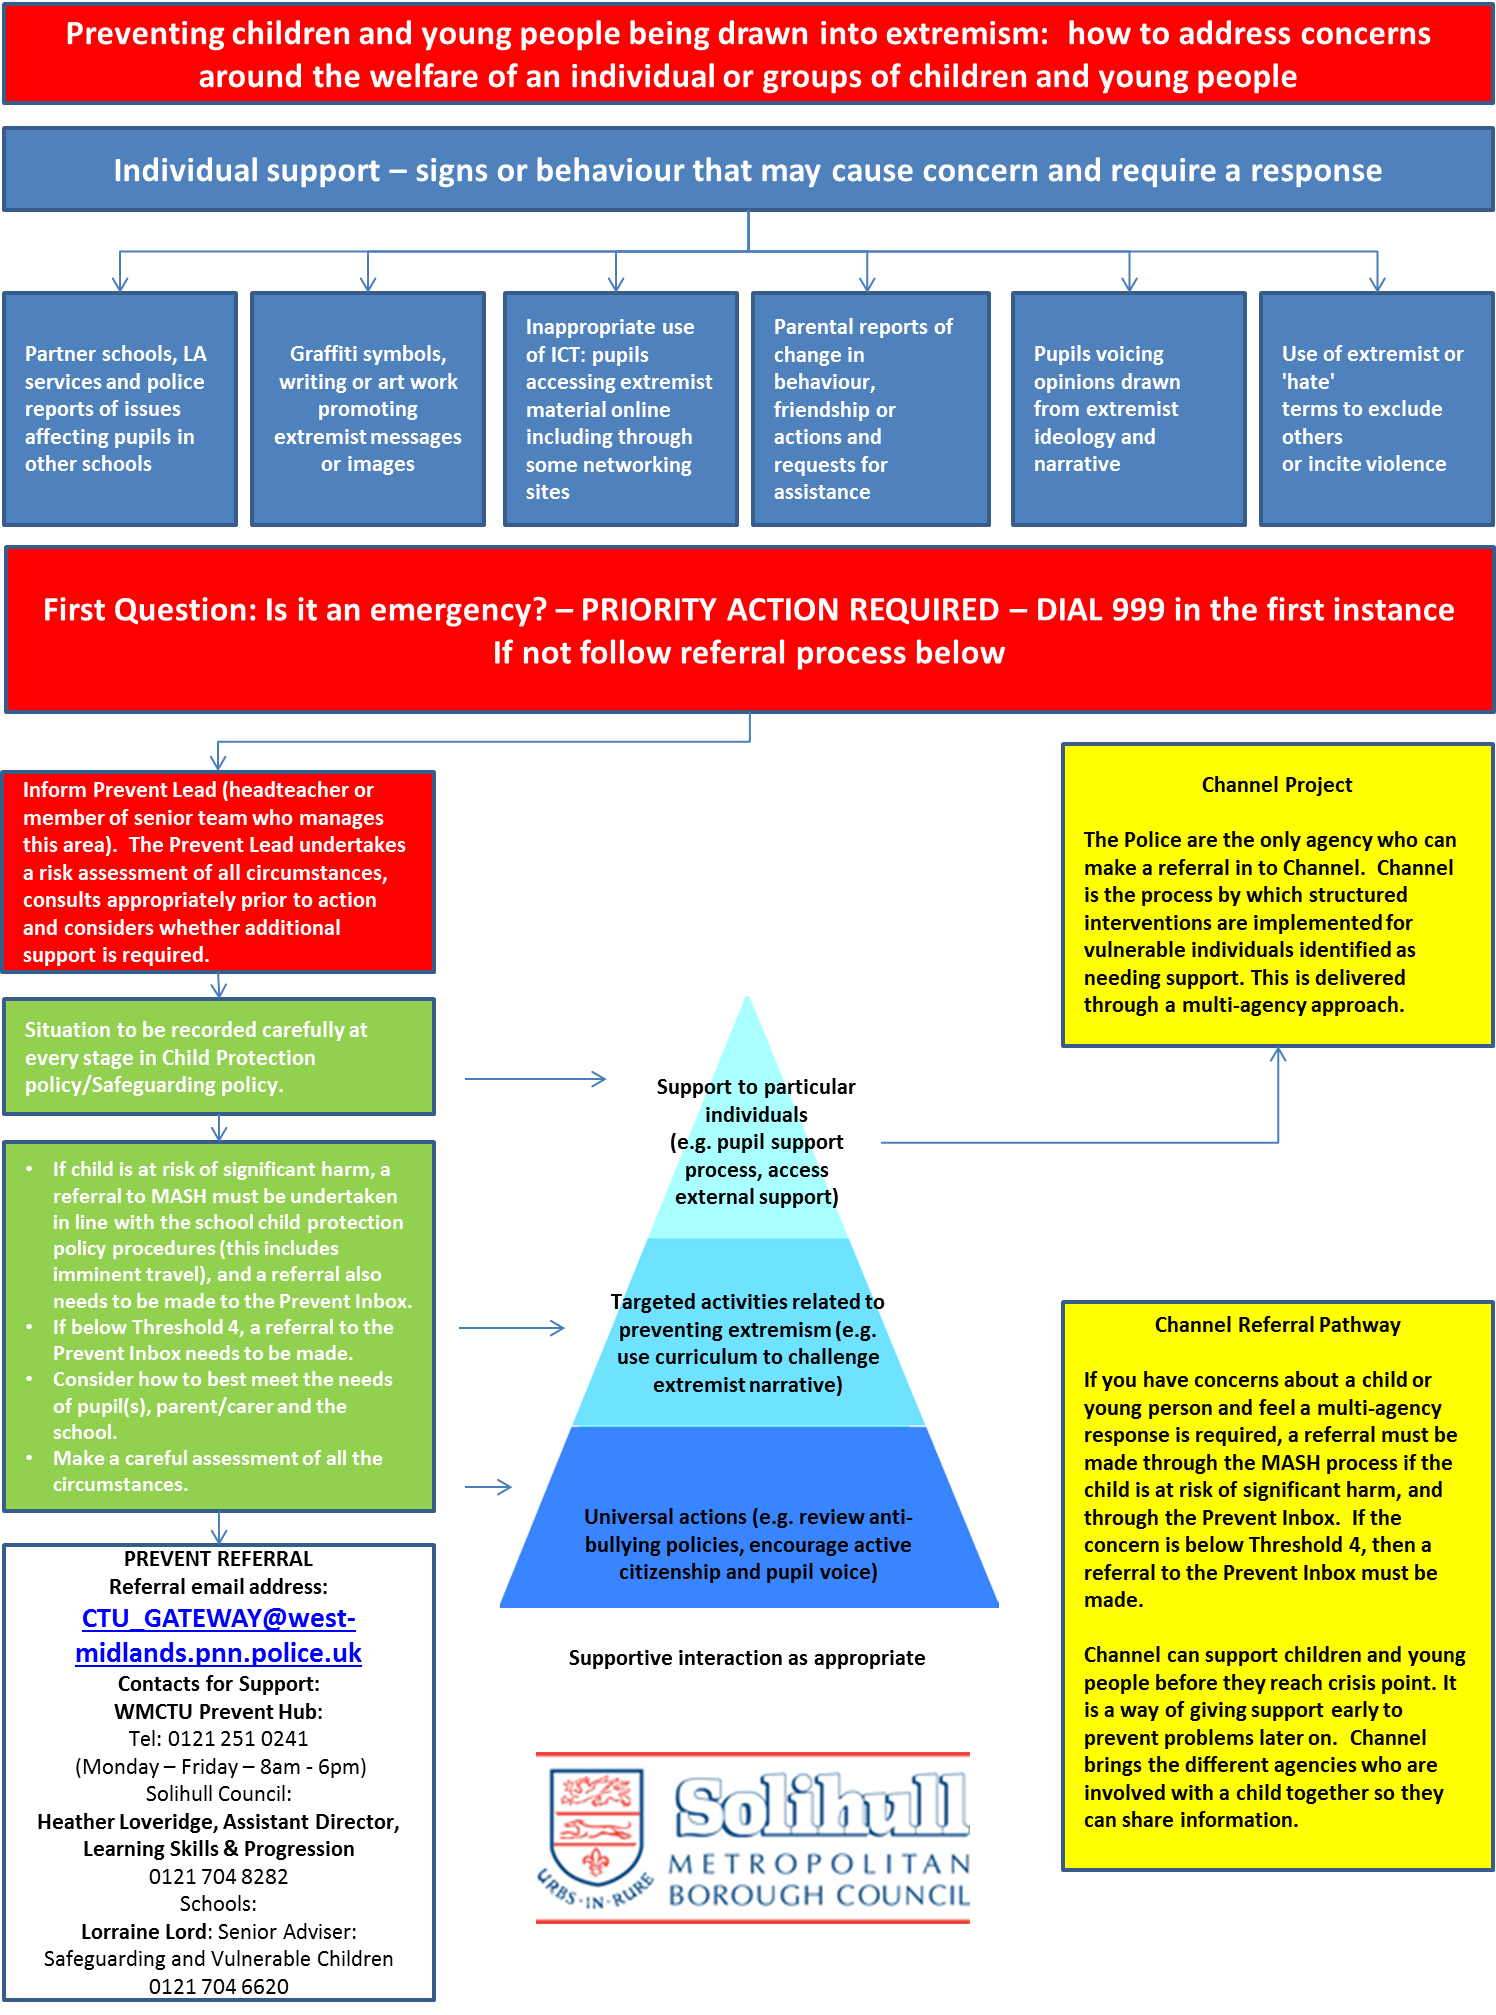 Preventing children and young people being drawn into extremism:  how to address concerns
around the welfare of an individual or groups of children and young people
Individual support – signs or behaviour that may cause concern and require a response
Partner schools, LA
services and police
reports of issues
affecting pupils in
other schools
Graffiti symbols,
writing or art work
promoting
extremist messages
or images
Inappropriate use
of ICT: pupils
accessing extremist
material online
including through
some networking
sites
Parental reports of
change in
behaviour,
friendship or
actions and
requests for
assistance
Pupils voicing
opinions drawn
from extremist
ideology and
narrative
Use of extremist or
'hate'
terms to exclude
others
or incite violence
First Question: Is it an emergency? – PRIORITY ACTION REQUIRED – DIAL 999 in the first instance
If not follow referral process below
Inform Prevent Lead (headteacher or
member of senior team who manages
this area).  The Prevent Lead undertakes
a risk assessment of all circumstances,
consults appropriately prior to action
and considers whether additional
support is required.
Situation to be recorded carefully at
every stage in Child Protection
policy/Safeguarding policy.
• If child is at risk of significant harm, a
referral to MASH must be undertaken
in line with the school child protection
policy procedures (this includes
imminent travel), and a referral also
needs to be made to the Prevent Inbox.
• If below Threshold 4, a referral to the
Prevent Inbox needs to be made.
• Consider how to best meet the needs
of pupil(s), parent/carer and the
school.
• Make a careful assessment of all the
circumstances.
PREVENT REFERRAL
Referral email address:
CTU_GATEWAY@west-
midlands.pnn.police.uk
Contacts for Support:
WMCTU Prevent Hub:
Tel: 0121 251 0241
(Monday – Friday – 8am - 6pm)
Solihull Council:
Heather Loveridge, Assistant Director,
Learning Skills & Progression
0121 704 8282
Schools:
Lorraine Lord: Senior Adviser:
Safeguarding and Vulnerable Children
0121 704 6620
Support to particular
individuals
(e.g. pupil support
process, access
external support)
Targeted activities related to
preventing extremism (e.g.
use curriculum to challenge
extremist narrative)
Universal actions (e.g. review anti-
bullying policies, encourage active
citizenship and pupil voice)
Supportive interaction as appropriate
URBS-IN-RURE
Solihull
METROPOLITAN
BOROUGH COUNCIL
Channel Project
The Police are the only agency who can
make a referral in to Channel.  Channel
is the process by which structured
interventions are implemented for
vulnerable individuals identified as
needing support. This is delivered
through a multi-agency approach.
Channel Referral Pathway
If you have concerns about a child or
young person and feel a multi-agency
response is required, a referral must be
made through the MASH process if the
child is at risk of significant harm, and
through the Prevent Inbox.  If the
concern is below Threshold 4, then a
referral to the Prevent Inbox must be
made.
Channel can support children and young
people before they reach crisis point. It
is a way of giving support early to
prevent problems later on.  Channel
brings the different agencies who are
involved with a child together so they
can share information.